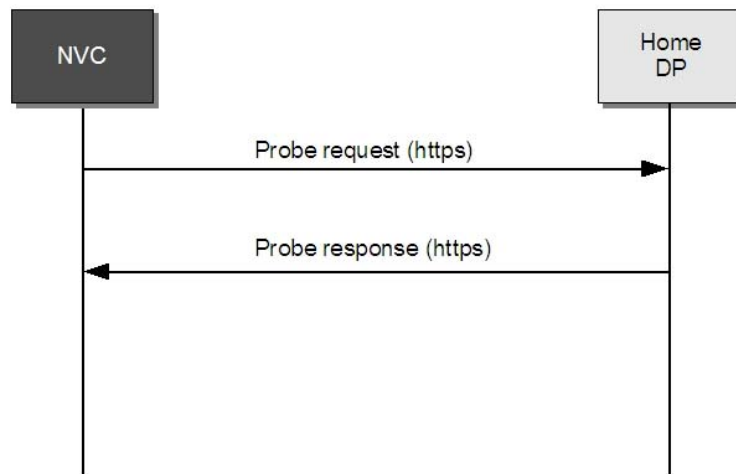 NVC
Home
DP
Probe request (https)
Probe response (https)